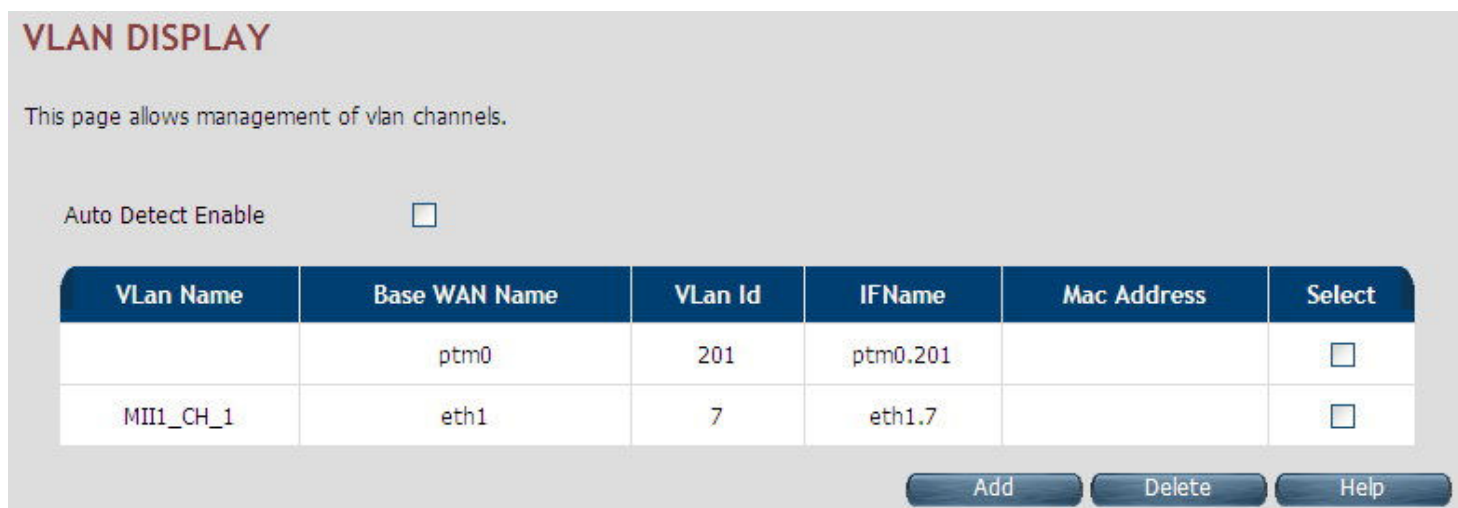 VLAN DISPLAY
This page allows management of vlan channels.
Auto Detect Enable
VLan Name Base WAN Name VLan Id IFName Mac Address Select
ptm0 201 ptm0.201
MII1_CH_1 eth1 7 eth1.7
Add Delete Help